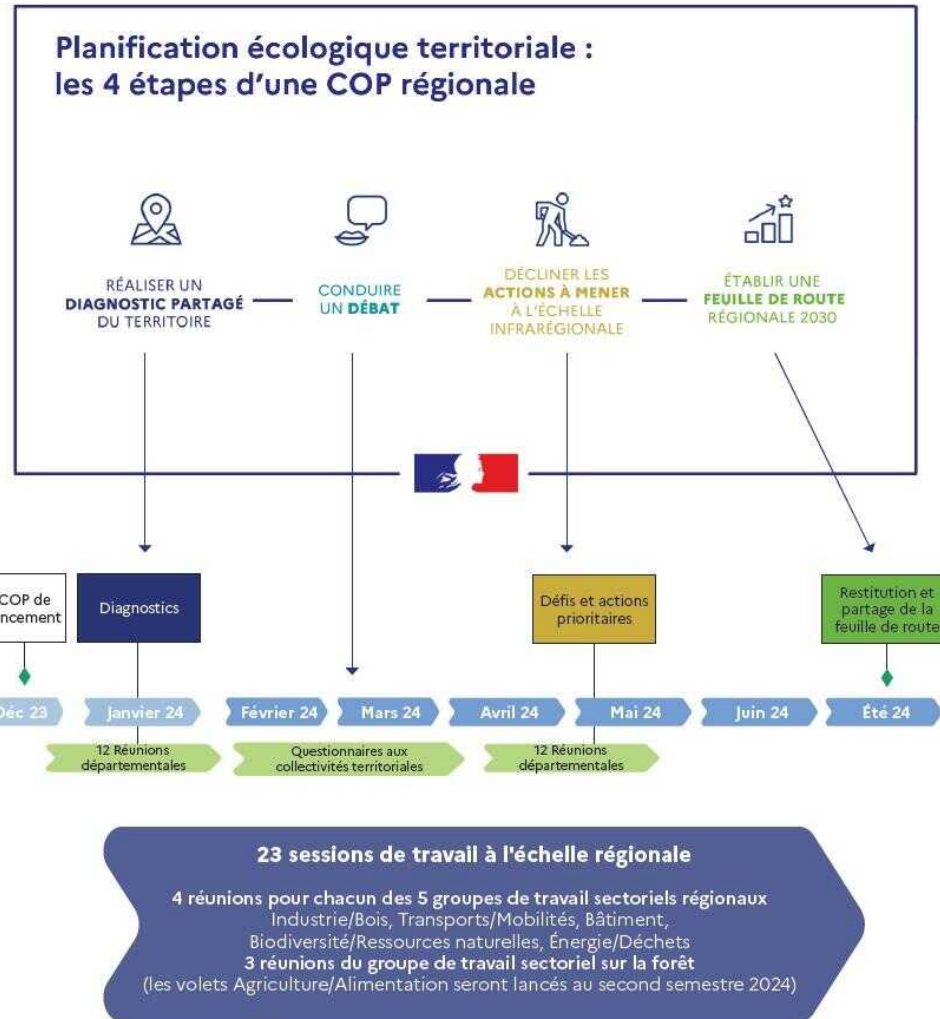 Planification écologique territoriale :
les 4 étapes d'une COP régionale
RÉALISER UN
DIAGNOSTIC PARTAGÉ
DU TERRITOIRE
CONDUIRE
UN DÉBAT
DÉCLINER LES
ACTIONS À MENER
À L'ÉCHELLE
INFRARÉGIONALE
ÉTABLIR UNE
FEUILLE DE ROUTE
RÉGIONALE 2030
COP de
ncement
Diagnostics
Défis et actions
prioritaires
Restitution et
partage de la
feuille de route
Déc 23
Janvier 24
Février 24
Mars 24
Avril 24
Mai 24
Juin 24
Été 24
12 Réunions
départementales
Questionnaires aux
collectivités territoriales
12 Réunions
départementales
23 sessions de travail à l'échelle régionale
4 réunions pour chacun des 5 groupes de travail sectoriels régionaux
Industrie/Bois, Transports/Mobilités, Bâtiment,
Biodiversité/Ressources naturelles, Énergie/Déchets
3 réunions du groupe de travail sectoriel sur la forêt
(les volets Agriculture/Alimentation seront lancés au second semestre 2024)